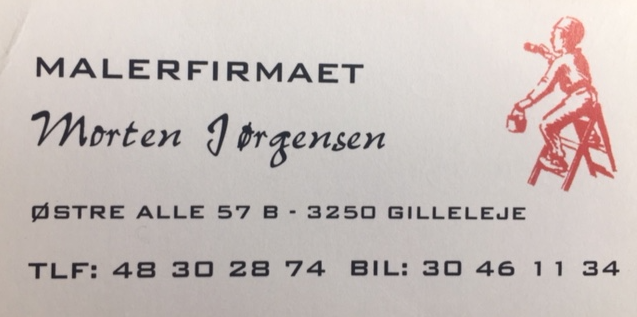 MALERFIRMAET
Morten Jørgensen
ØSTRE ALLE 57 B - 3250 GILLELEJE
TLF: 48 30 28 74 BIL: 30 46 11 34